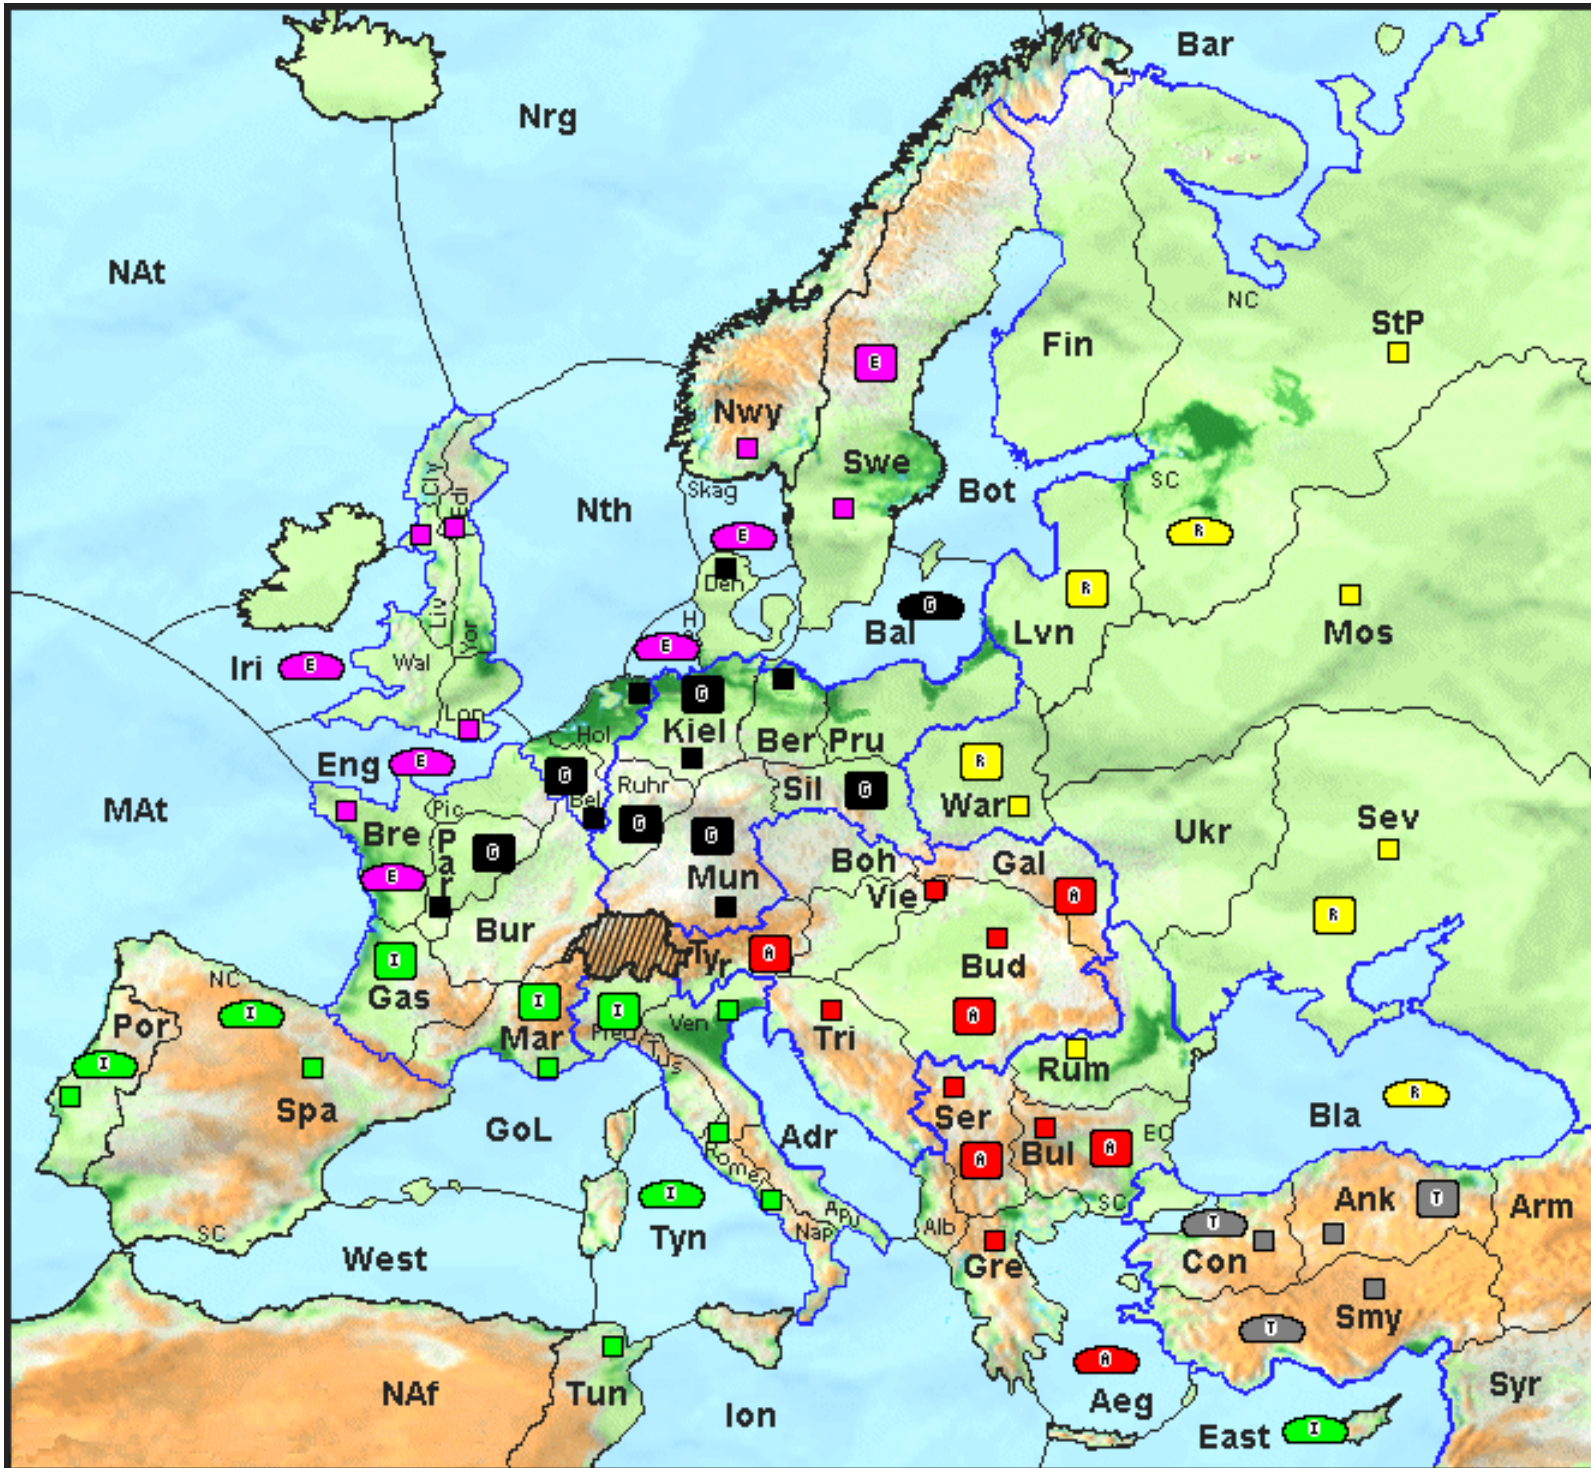 Bar
Nrg
NAt
NC
StP
Fin
E
Nwy
Swe
Skag
Bot
Nth
Cly
Edi
SC
R
E
Den
R
G
Bal
Lvn
Mos
Liv
Yor
Wal
Iri
E
E
G
Lon
Hol
Kiel
Ber
Pru
Eng
E
G
Bel
Ruhr
Sil
G
R
War
MAt
Pic
Bre
Par
G
G
G
Boh
Gal
Ukr
Sev
E
Mun
Vie
A
R
Bur
Tyr
A
Bud
I
Gas
NC
I
I
Mar
I
Pied
Ven
Tus
Tri
A
Por
I
Rum
Spa
GoL
Adr
Ser
Bul
A
EC
R
Bla
A
Rome
I
Tyn
Apu
Nap
Alb
SC
Ank
T
Arm
SC
West
T
Con
Gre
Smy
T
NAf
Tun
Ion
A
Aeg
Syr
East
I